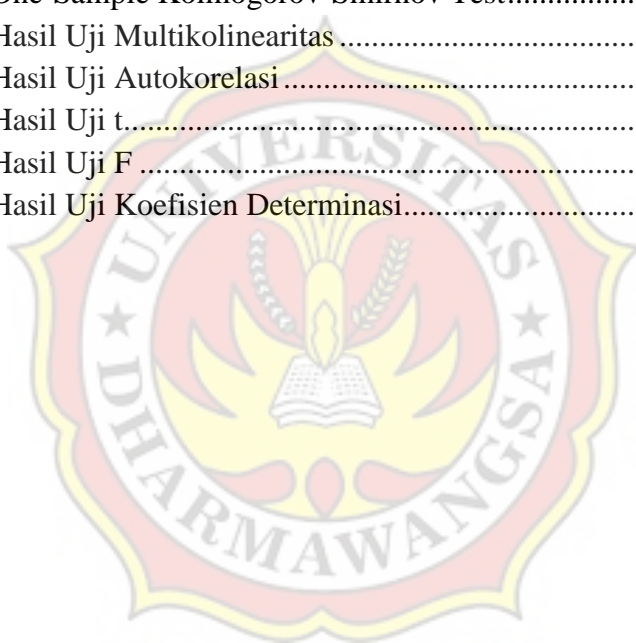 One-Sample Kolmogorov Smirnov Test..............
Hasil Uji Multikolinearitas ...................................
Hasil Uji Autokorelasi..........................................
Hasil Uji t..............................................................
Hasil Uji F ............................................................
Hasil Uji Koefisien Determinasi..........................
UNIVERSITAS
DHARMAWANGSA